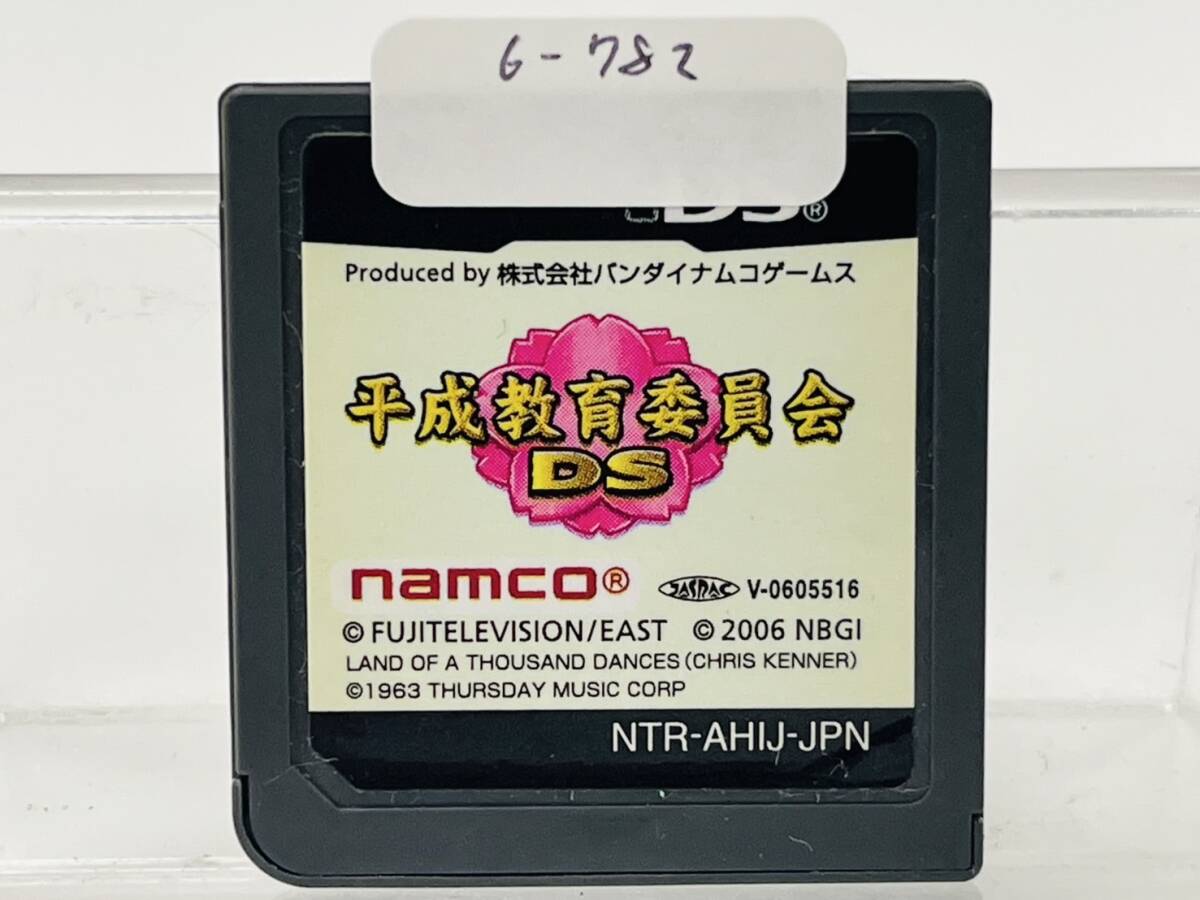 6-782
DS®
Produced by 株式会社バンダイナムコゲームス
平成教育委員会
DS
namco®
JASRAC V-0605516
© FUJITELEVISION/EAST © 2006 NBGI
LAND OF A THOUSAND DANCES (CHRIS KENNER)
©1963 THURSDAY MUSIC CORP
NTR-AHIJ-JPN